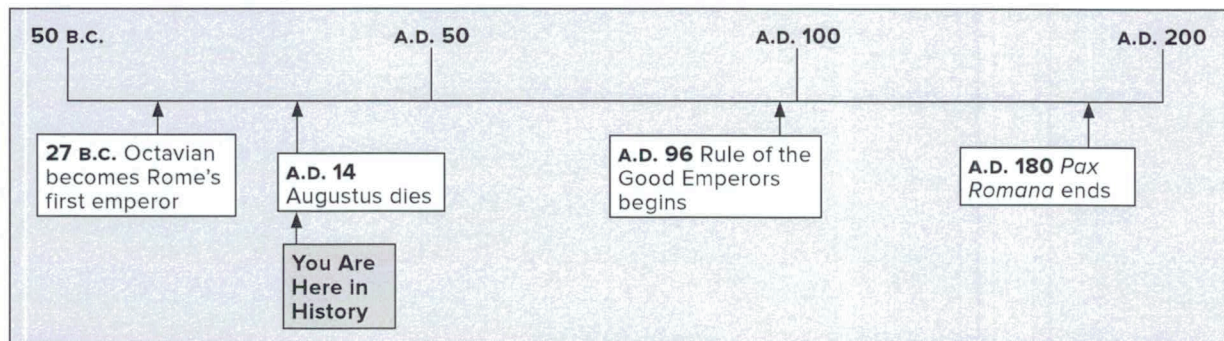 50 B.C.
A.D. 50
A.D. 100
A.D. 200
27 B.C. Octavian
becomes Rome's
first emperor
A.D. 14
Augustus dies
A.D. 96 Rule of the
Good Emperors
begins
A.D. 180 Pax
Romana ends
You Are
Here in
History